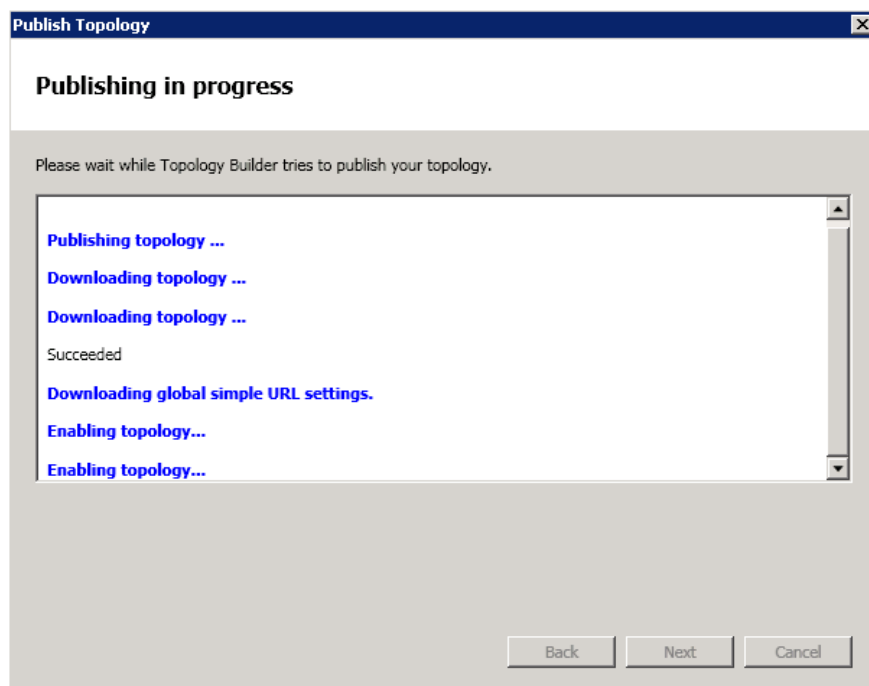 Publish Topology
Publishing in progress
Please wait while Topology Builder tries to publish your topology.
Publishing topology ...
Downloading topology ...
Downloading topology ...
Succeeded
Downloading global simple URL settings.
Enabling topology...
Enabling topology...
Back Next Cancel